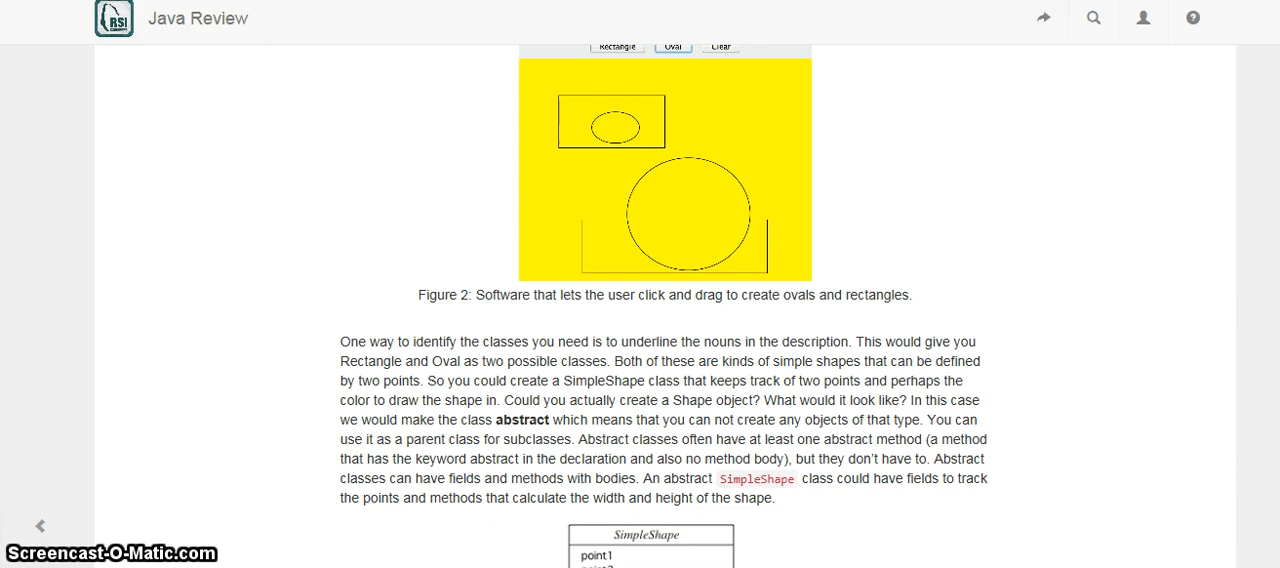 RSI
Java Review
Rectangle Oval Clear
Figure 2: Software that lets the user click and drag to create ovals and rectangles.
One way to identify the classes you need is to underline the nouns in the description. This would give you
Rectangle and Oval as two possible classes. Both of these are kinds of simple shapes that can be defined
by two points. So you could create a SimpleShape class that keeps track of two points and perhaps the
color to draw the shape in. Could you actually create a Shape object? What would it look like? In this case
we would make the class abstract which means that you can not create any objects of that type. You can
use it as a parent class for subclasses. Abstract classes often have at least one abstract method (a method
that has the keyword abstract in the declaration and also no method body), but they don't have to. Abstract
classes can have fields and methods with bodies. An abstract SimpleShape class could have fields to track
the points and methods that calculate the width and height of the shape.
SimpleShape
point1
Screencast-O-Matic.com